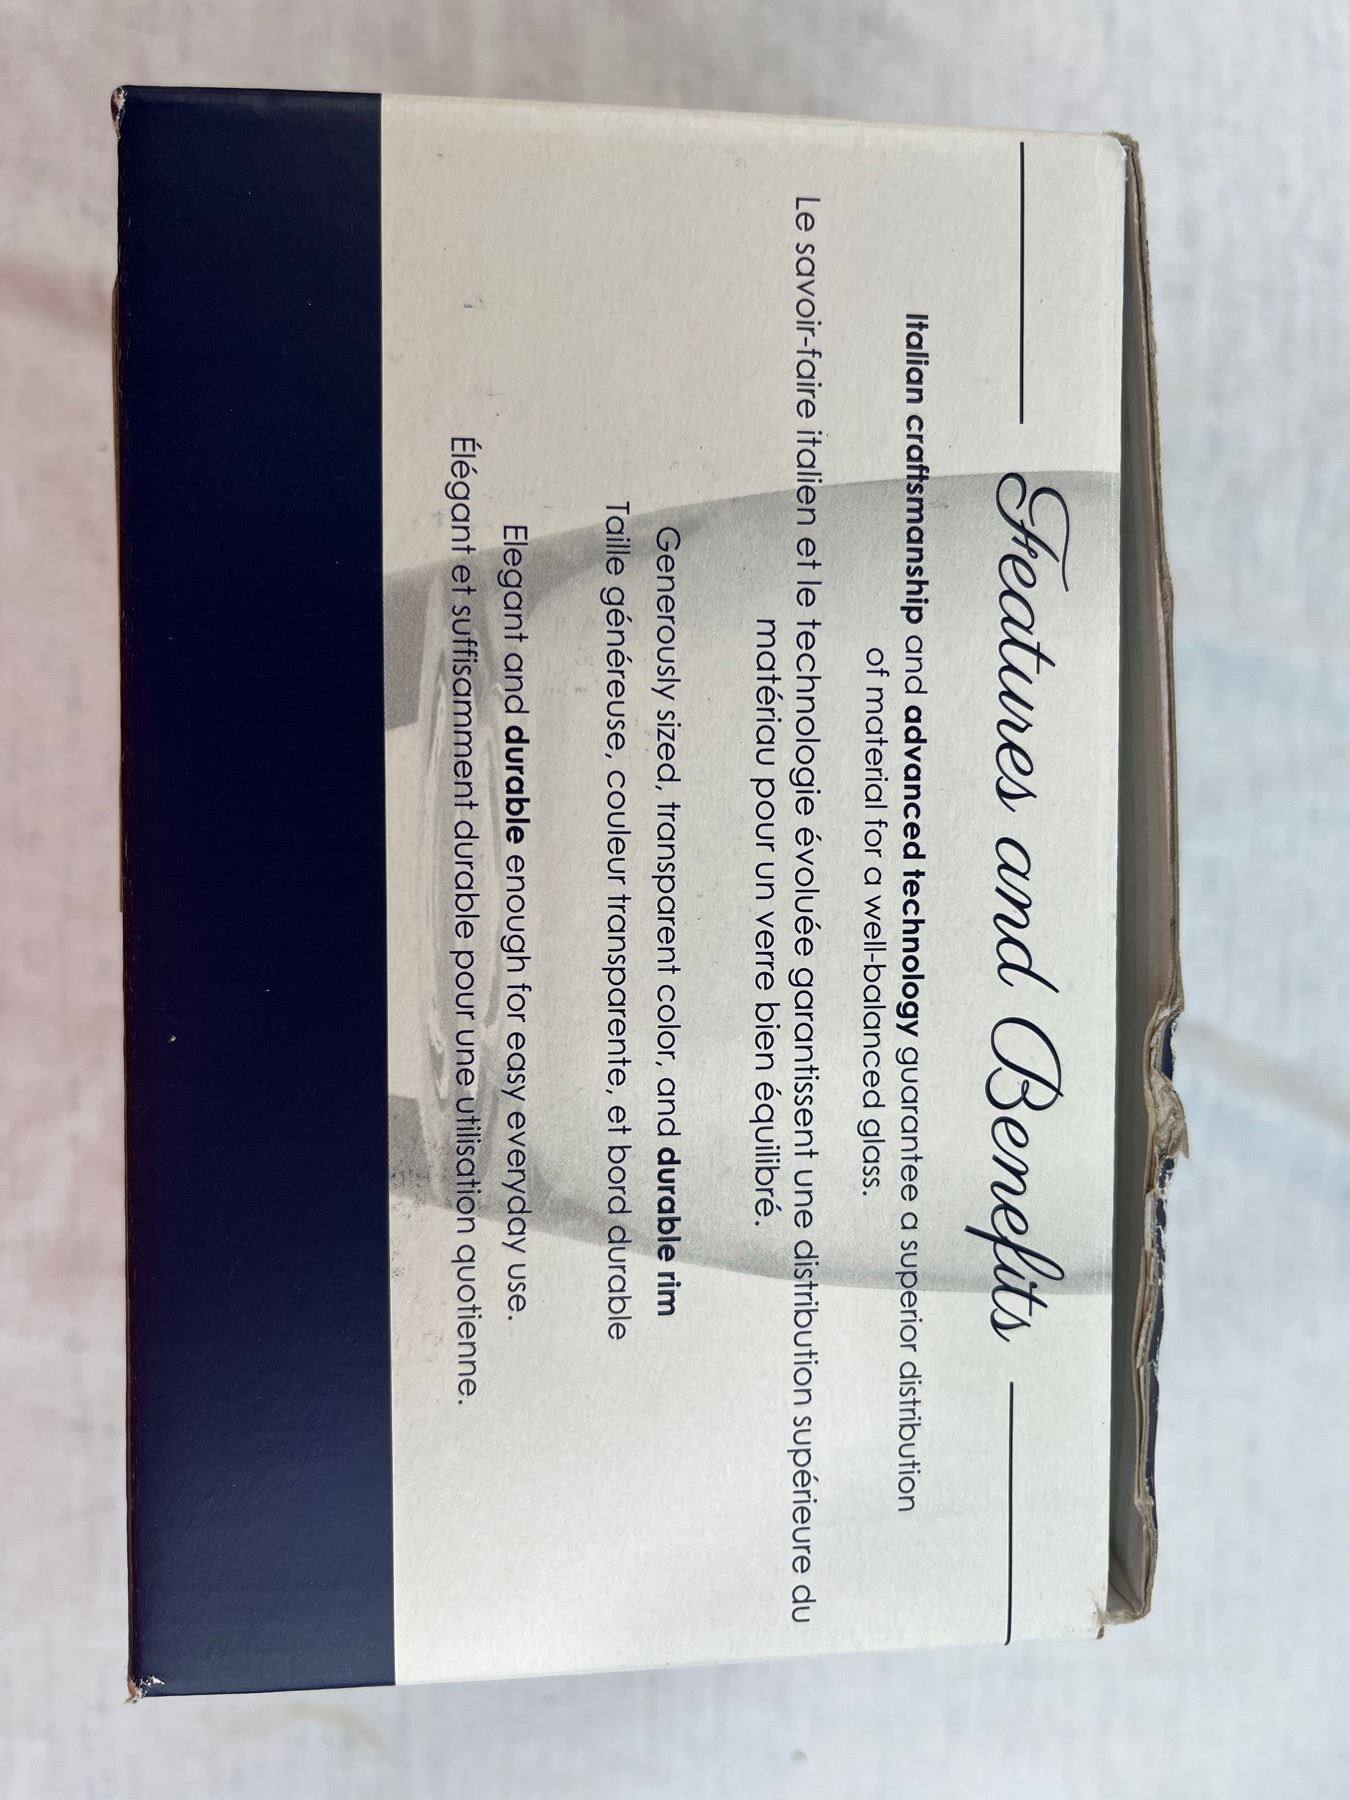 Features and Benefits
Italian craftsmanship and advanced technology guarantee a superior distribution
of material for a well-balanced glass.
Le savoir-faire italien et le technologie évoluée garantissent une distribution supérieure du
matériau pour un verre bien équilibré.
Generously sized, transparent color, and durable rim
Taille généreuse, couleur transparente, et bord durable
Elegant and durable enough for easy everyday use.
Élégant et suffisamment durable pour une utilisation quotienne.